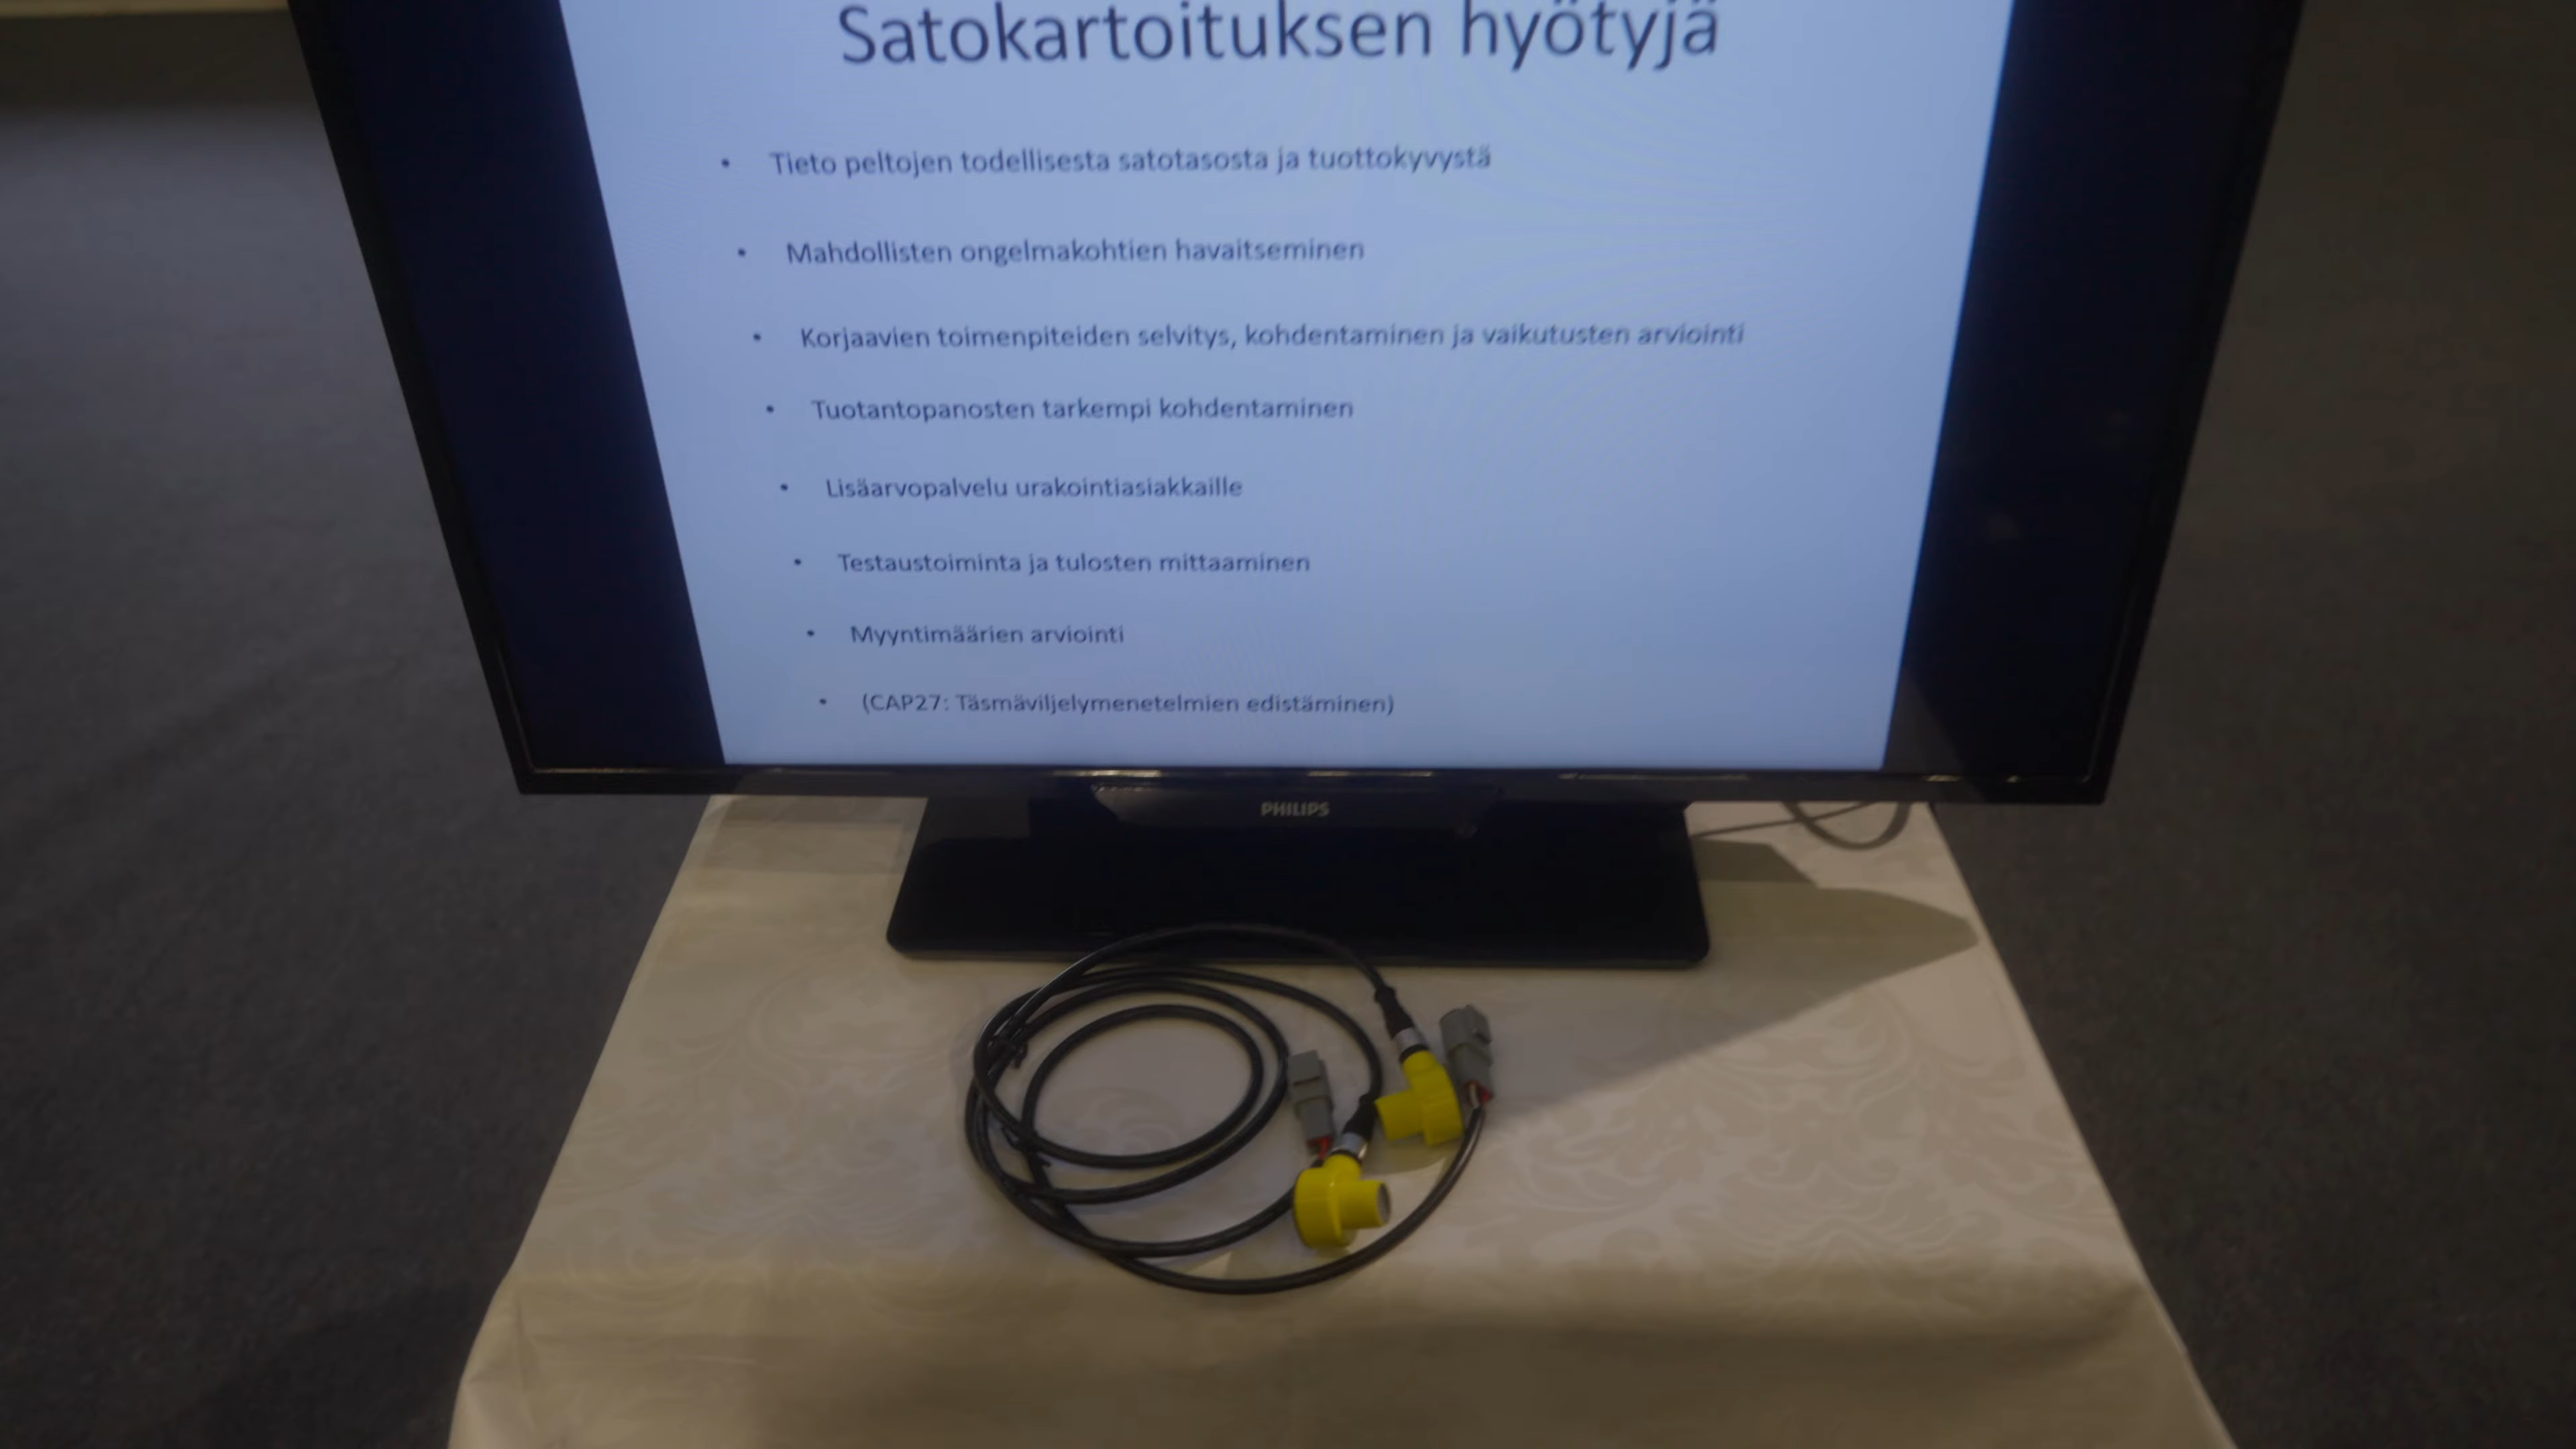 Satokartoituksen hyötyjä
• Tieto peltojen todellisesta satotasosta ja tuottokyvystä
• Mahdollisten ongelmakohtien havaitseminen
• Korjaavien toimenpiteiden selvitys, kohdentaminen ja vaikutusten arviointi
• Tuotantopanosten tarkempi kohdentaminen
• Lisäarvopalvelu urakointiasiakkaille
• Testaustoiminta ja tulosten mittaaminen
• Myyntimäärien arviointi
• (CAP27: Täsmäviljelymenetelmien edistäminen)
PHILIPS